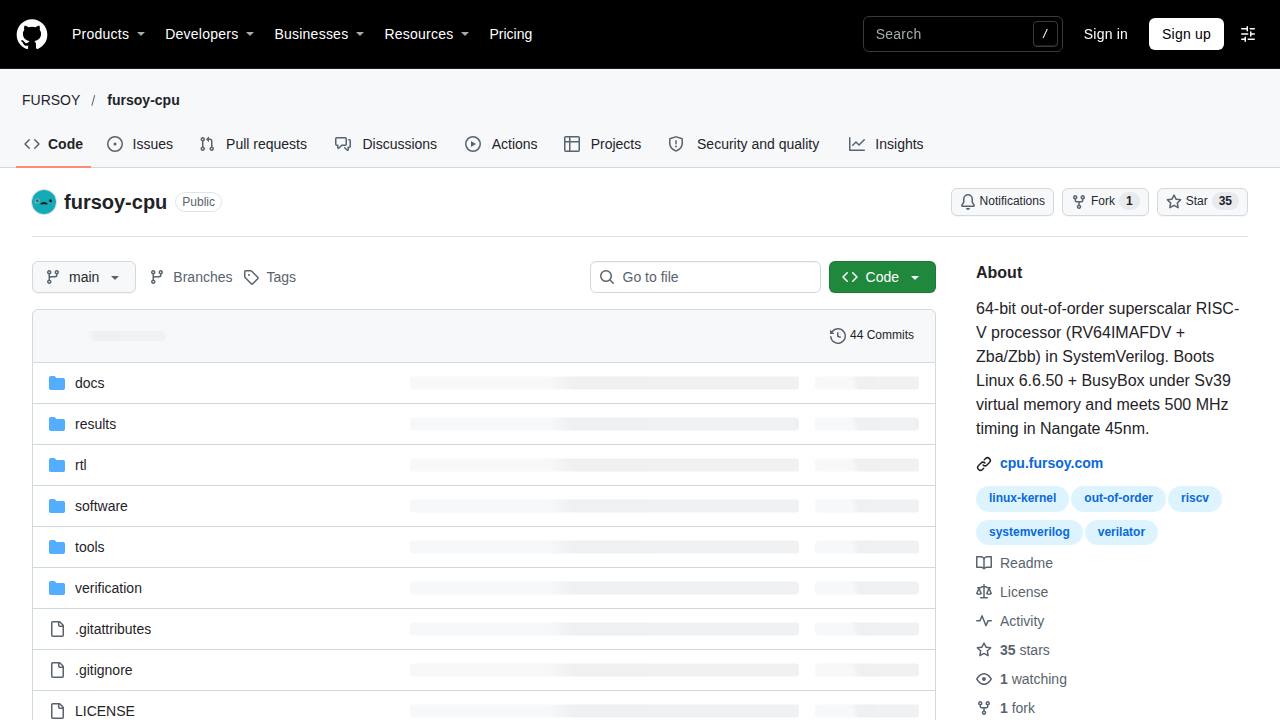 Products Developers Businesses Resources Pricing Search / Sign in Sign up
FURSOY / fursoy-cpu
Code Issues Pull requests Discussions Actions Projects Security and quality Insights
fursoy-cpu Public Notifications Fork 1 Star 35
main Branches Tags Go to file Code
44 Commits
docs
results
rtl
software
tools
verification
.gitattributes
.gitignore
LICENSE
About
64-bit out-of-order superscalar RISC-
V processor (RV64IMAFDV +
Zba/Zbb) in SystemVerilog. Boots
Linux 6.6.50 + BusyBox under Sv39
virtual memory and meets 500 MHz
timing in Nangate 45nm.
cpu.fursoy.com
linux-kernel out-of-order riscv
systemverilog verilator
Readme
License
Activity
35 stars
1 watching
1 fork